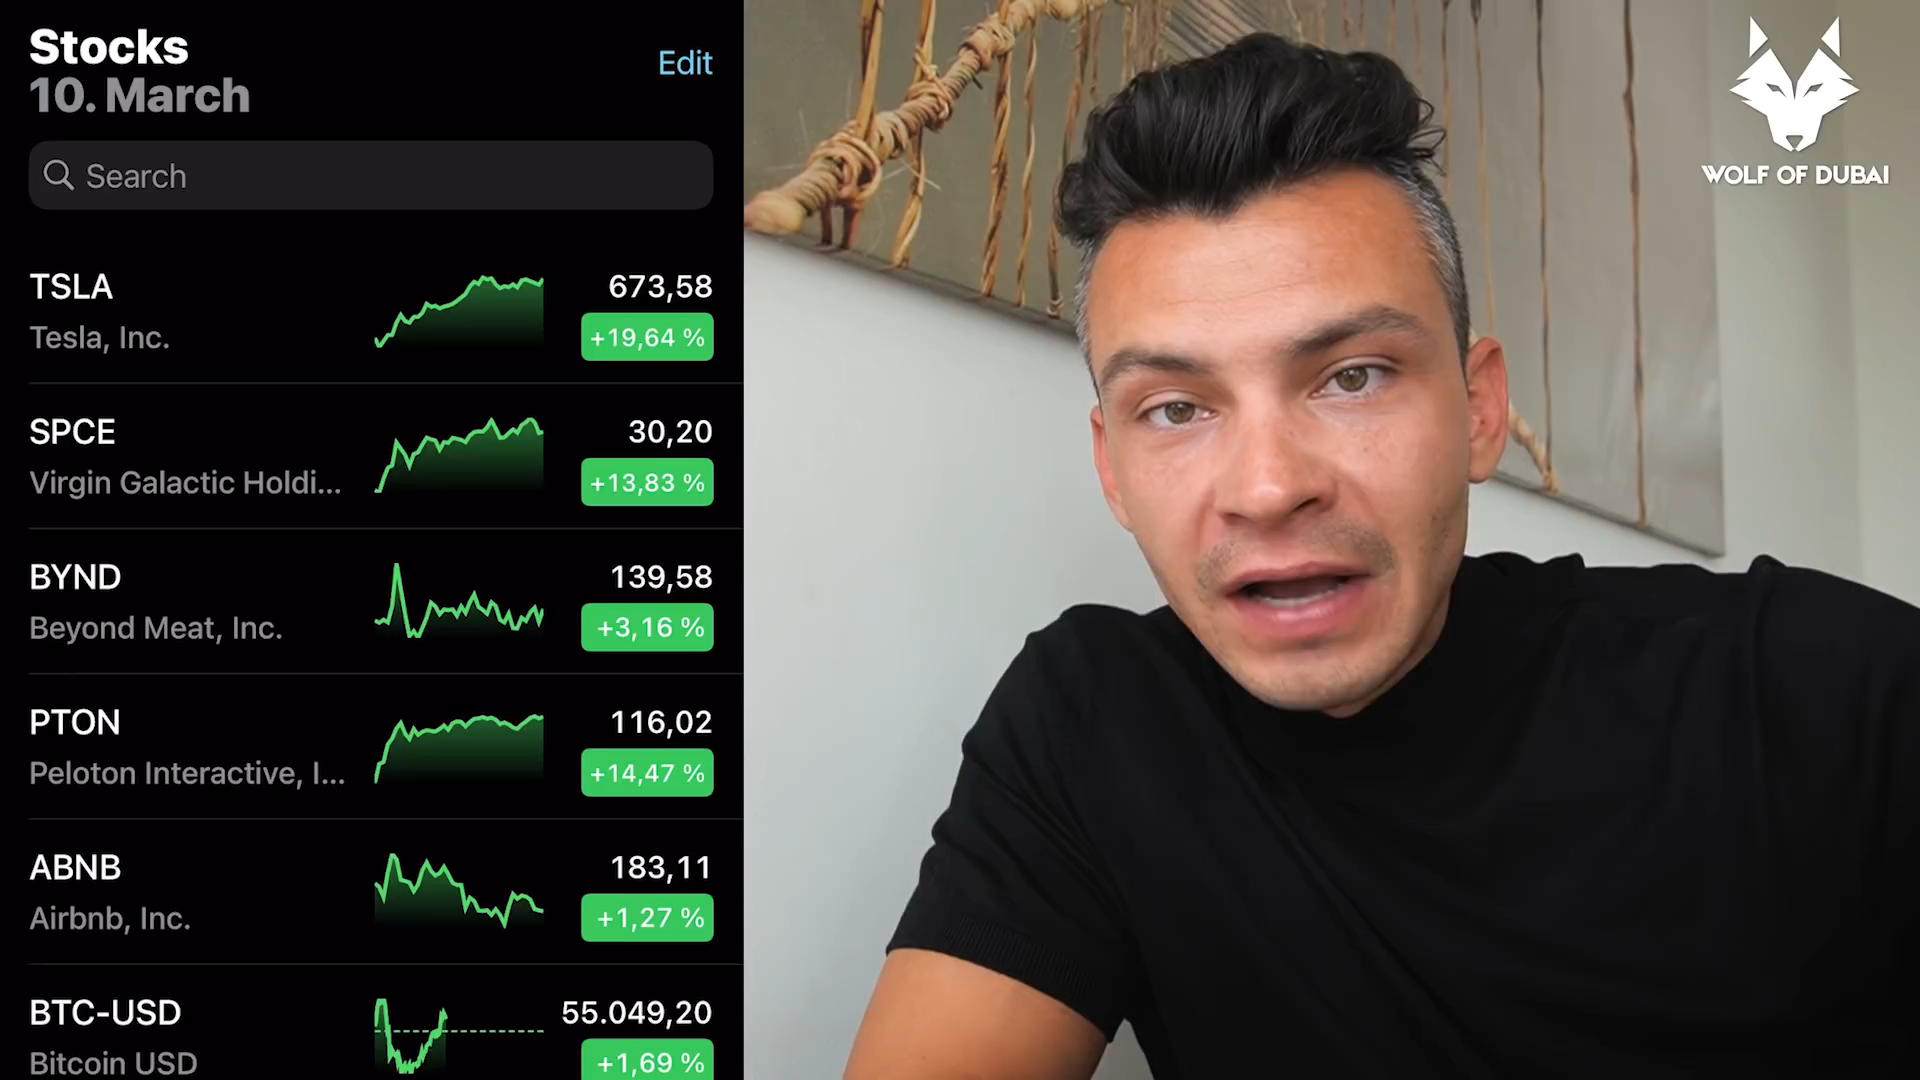 Stocks
10. March
Edit
Search
TSLA
673,58
Tesla, Inc.
+19,64 %
SPCE
30,20
Virgin Galactic Holdi...
+13,83 %
BYND
139,58
Beyond Meat, Inc.
+3,16 %
PTON
116,02
Peloton Interactive, I...
+14,47 %
ABNB
183,11
Airbnb, Inc.
+1,27 %
BTC-USD
55.049,20
Bitcoin USD
+1,69 %
WOLF OF DUBAI